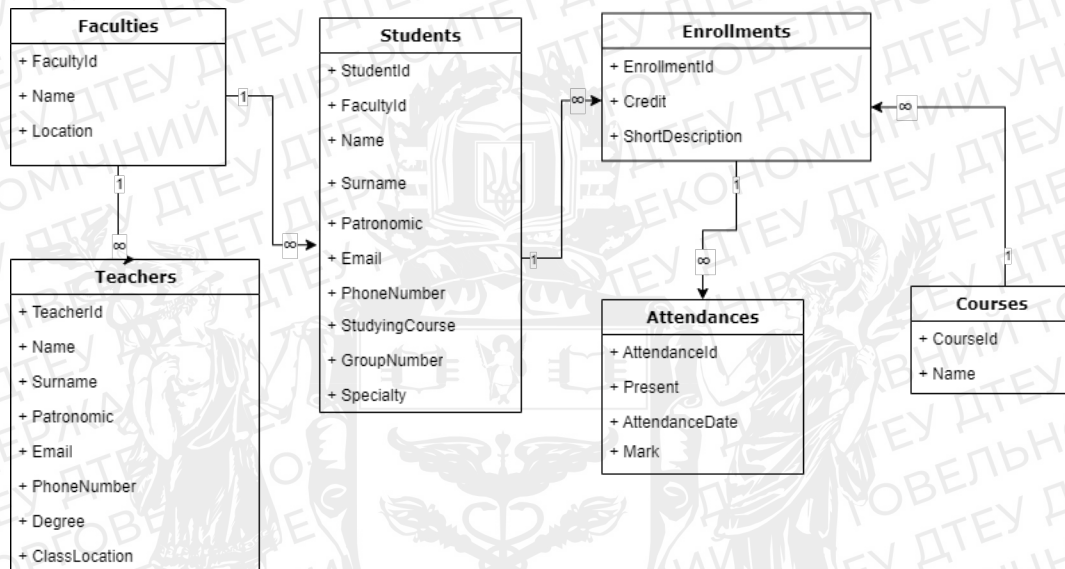 Faculties
+ FacultyId
+ Name
+ Location
1
∞
1
∞
Teachers
+ TeacherId
+ Name
+ Surname
+ Patronomic
+ Email
+ PhoneNumber
+ Degree
+ ClassLocation
Students
+ StudentId
+ FacultyId
+ Name
+ Surname
+ Patronomic
+ Email
+ PhoneNumber
+ StudyingCourse
+ GroupNumber
+ Specialty
1
∞
Enrollments
+ EnrollmentId
+ Credit
+ ShortDescription
1
∞
Attendances
+ AttendanceId
+ Present
+ AttendanceDate
+ Mark
∞
1
Courses
+ CourseId
+ Name